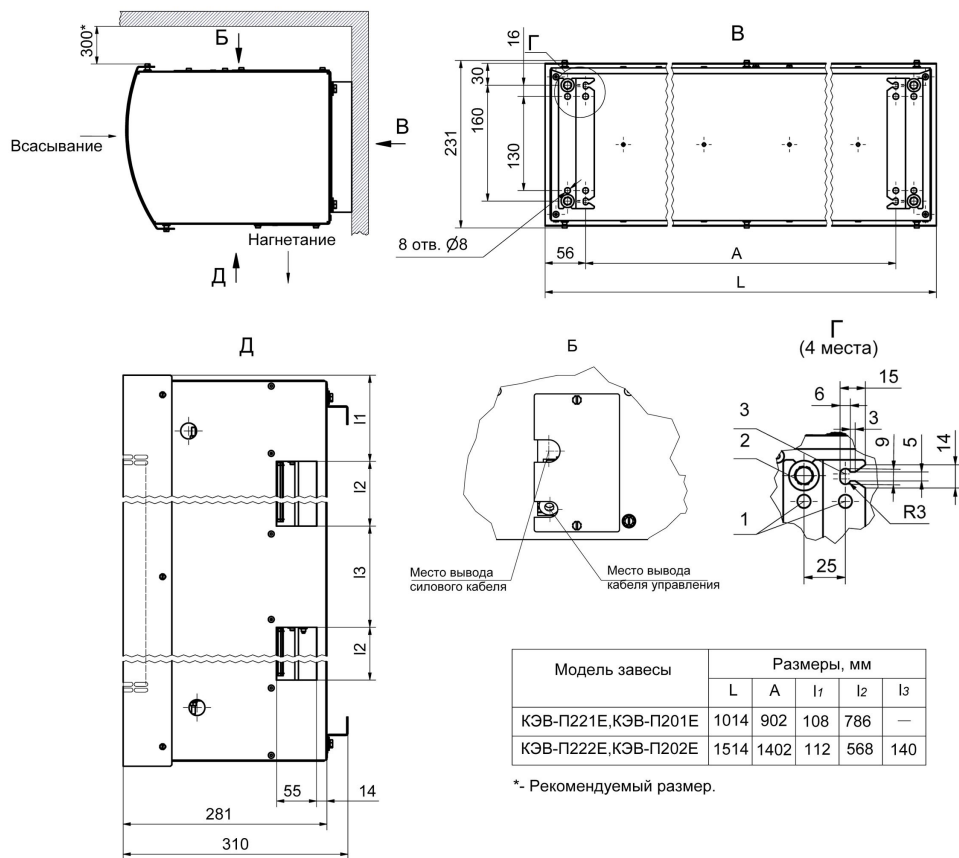 300*
Б
В
Всасывание
Нагнетание
Д
В
Г
16
30
231
160
130
8 отв. Ø8
56
A
L
Д
l1
l2
l3
l2
55
14
281
310
Б
Место вывода
силового кабеля
Место вывода
кабеля управления
Г
(4 места)
15
6
3
3
2
9
5
14
1
R3
25
Модель завесы
Размеры, мм
L A l1 l2 l3
КЭВ-П221Е,КЭВ-П201Е 1014 902 108 786 —
КЭВ-П222Е,КЭВ-П202Е 1514 1402 112 568 140
*- Рекомендуемый размер.